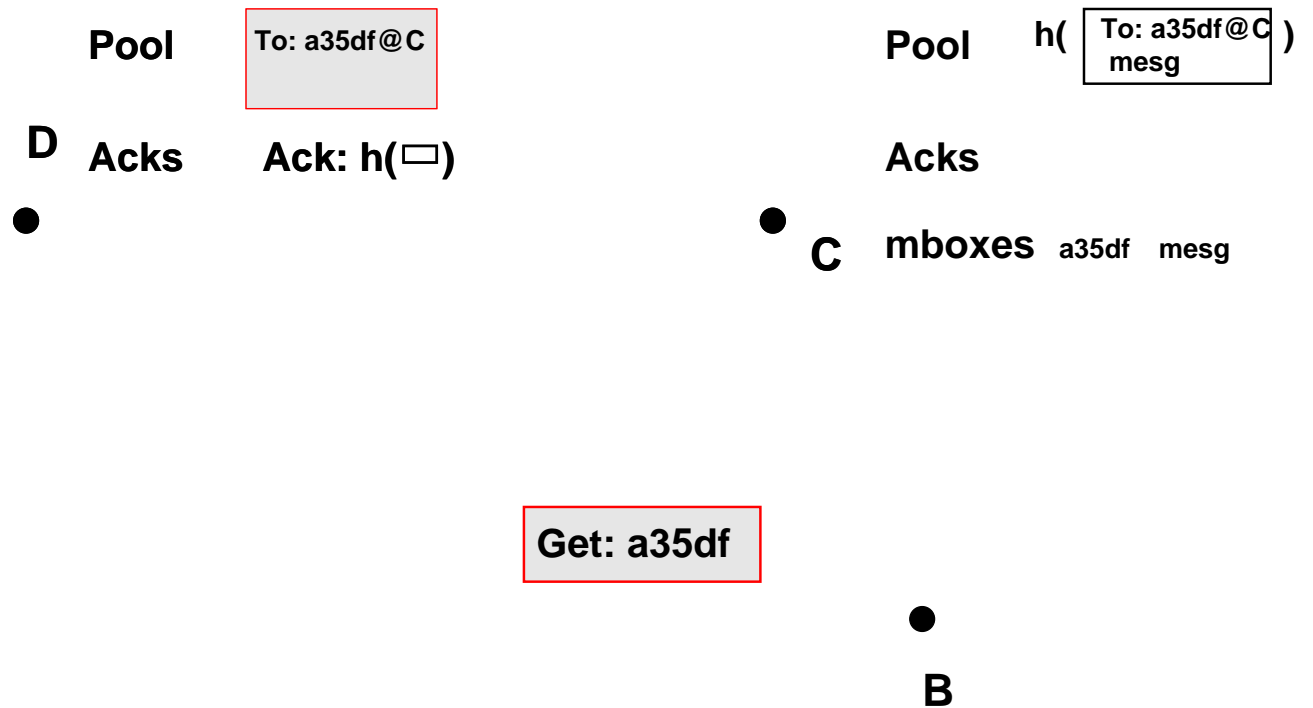 Pool
To: a35df@C
D
Acks
Ack: h(▭)
Pool
h( To: a35df@C )
mesg
Acks
C
mboxes a35df mesg
Get: a35df
B